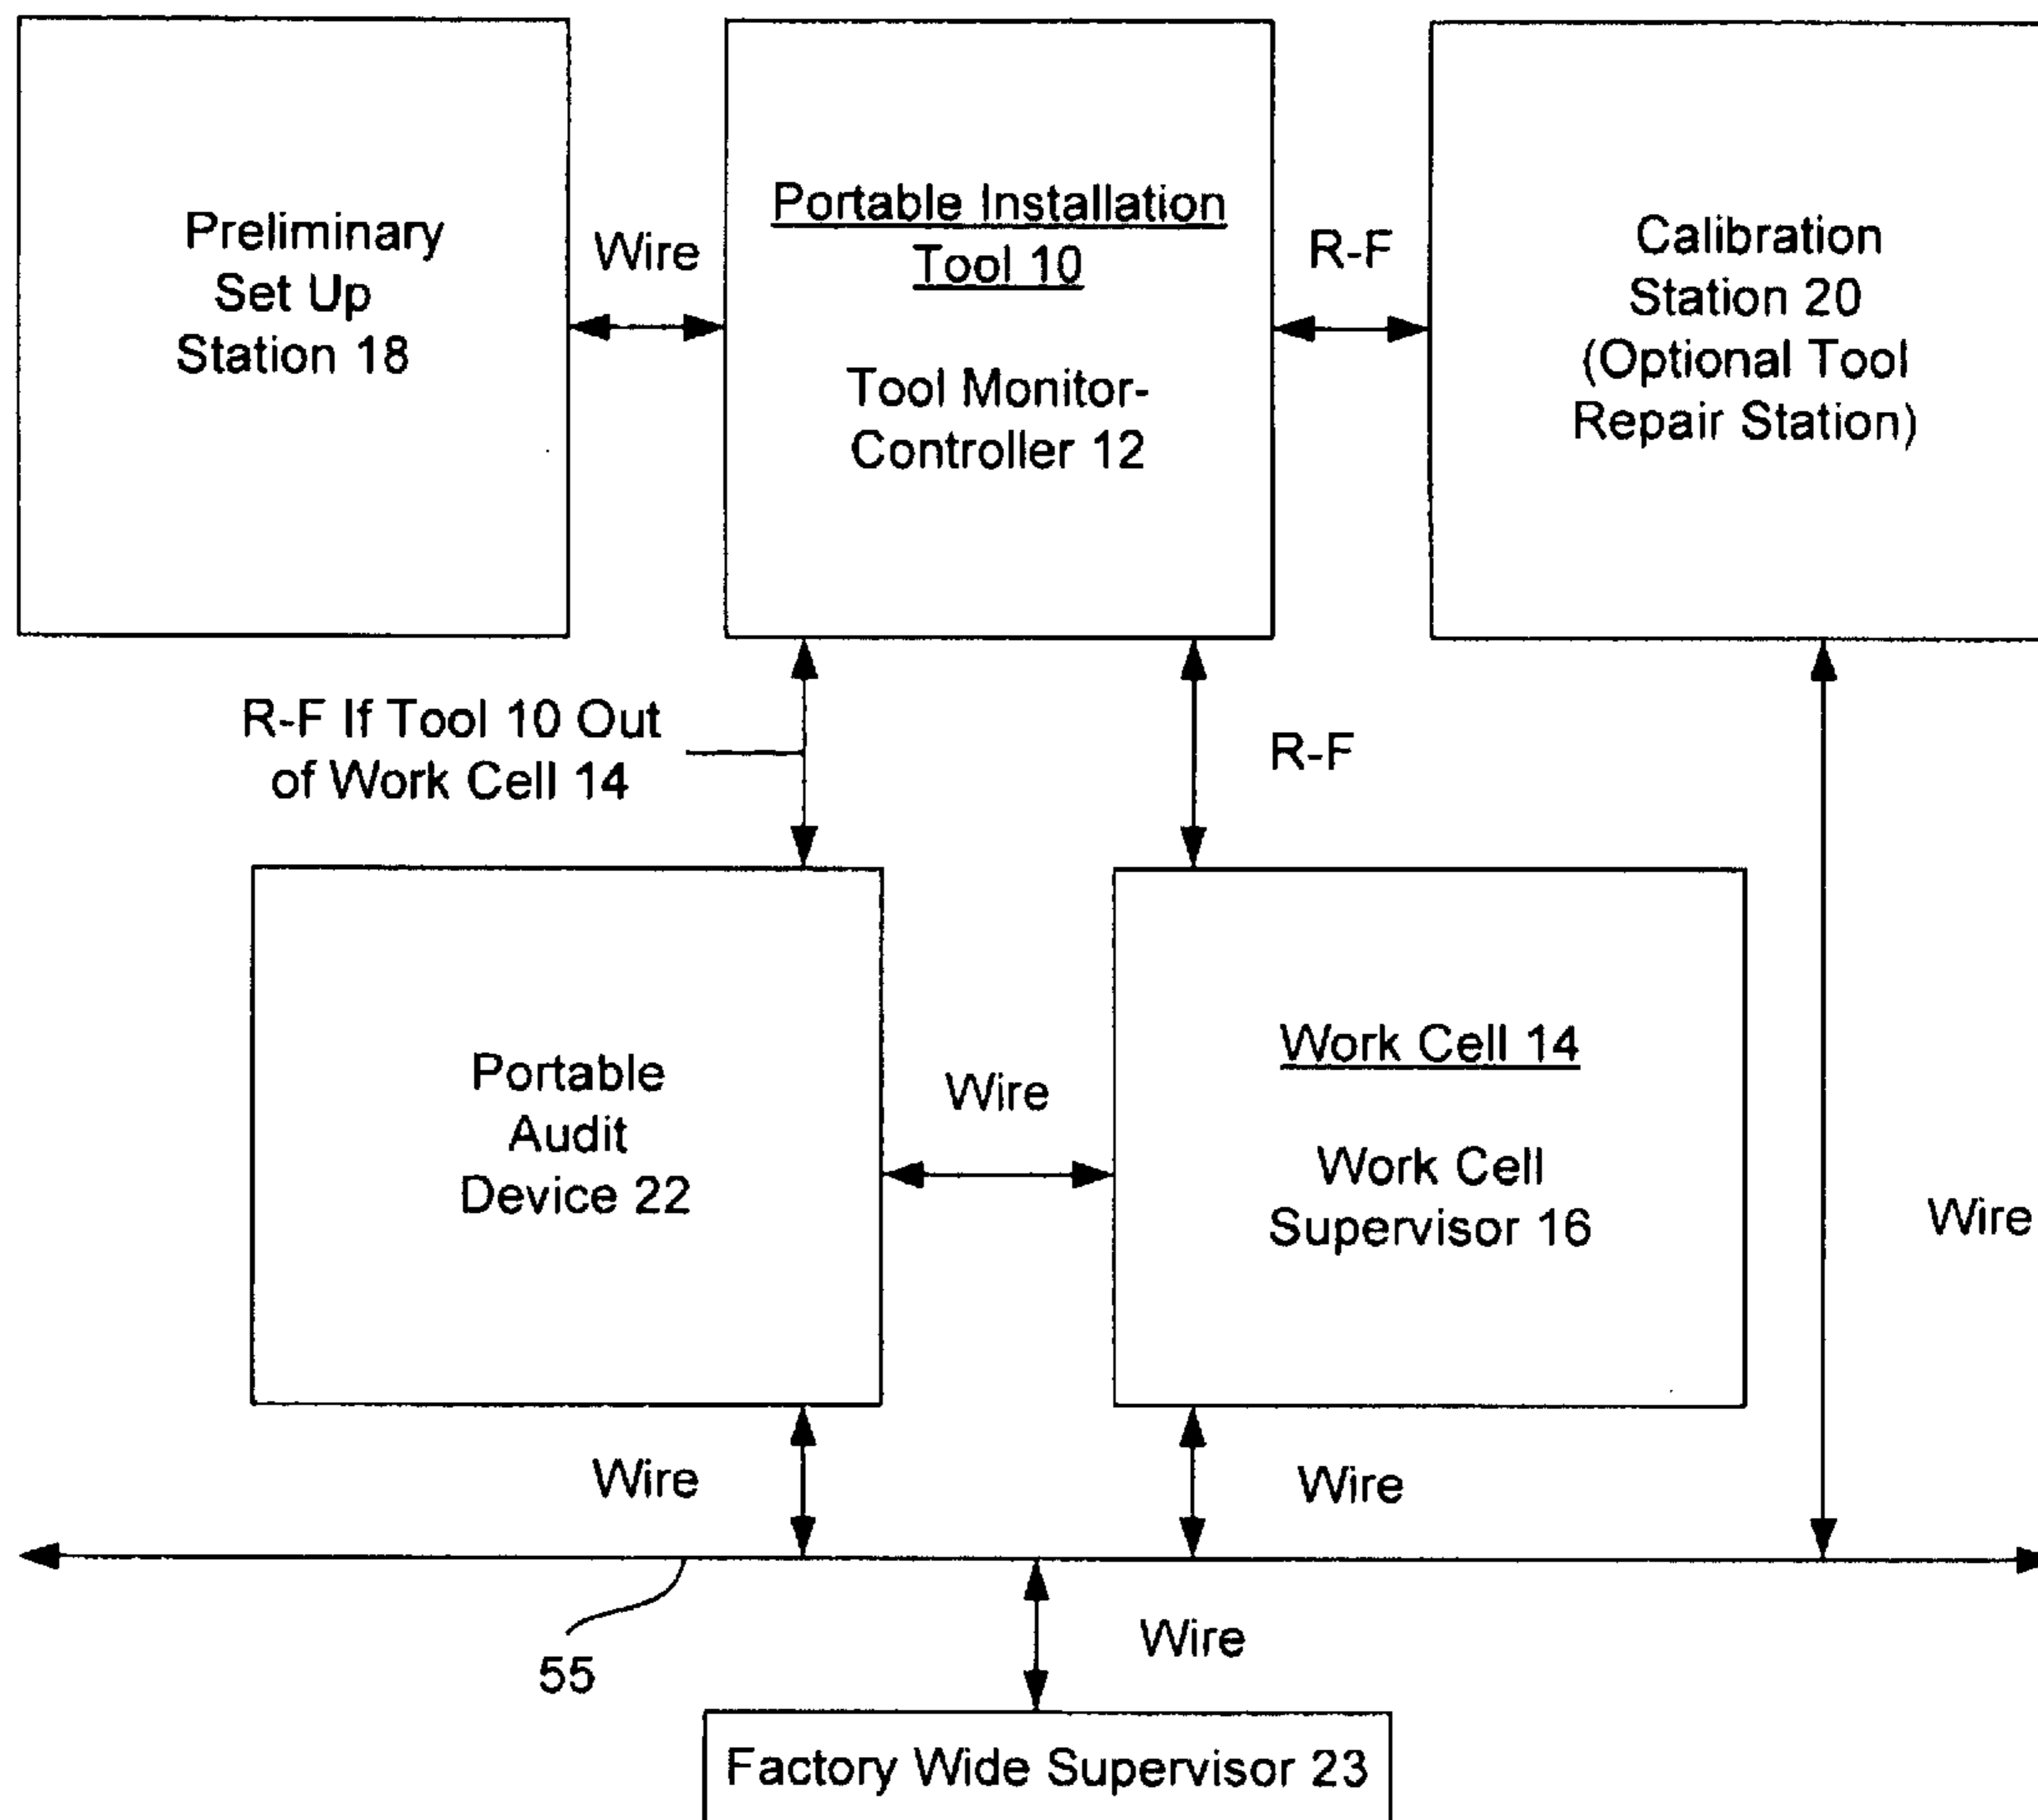 Preliminary
Set Up
Station 18
Wire
Portable Installation
Tool 10
Tool Monitor-
Controller 12
R-F
Calibration
Station 20
(Optional Tool
Repair Station)
R-F If Tool 10 Out
of Work Cell 14
R-F
Portable
Audit
Device 22
Wire
Work Cell 14
Work Cell
Supervisor 16
Wire
Wire
Wire
55
Wire
Factory Wide Supervisor 23